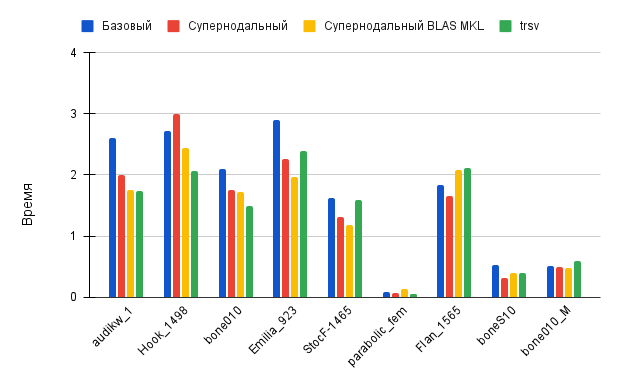 Базовый Супернодальный Супернодальный BLAS MKL trsv
4
3
2
1
0
Время
audikw_1
Hook_1498
bone010
Emilia_923
StocF-1465
parabolic_fem
Flan_1565
boneS10
bone010_M